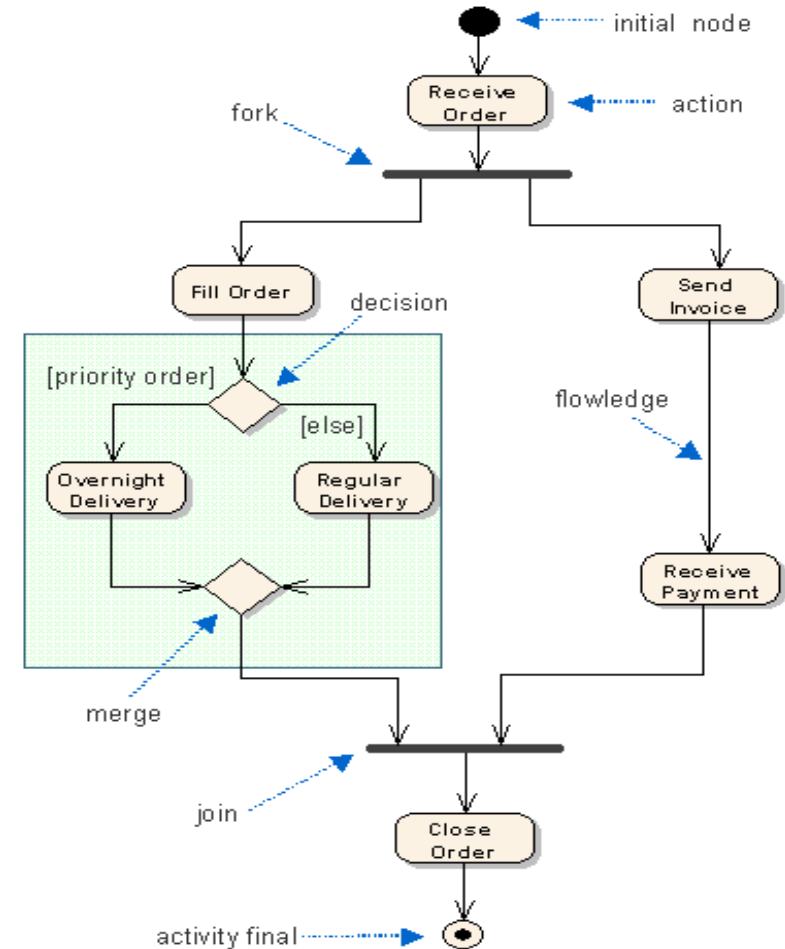 initial node
Receive
Order
action
fork
Fill Order
Send
Invoice
decision
[priority order]
[else]
flowledge
Overnight
Delivery
Regular
Delivery
Receive
Payment
merge
join
Close
Order
activity final